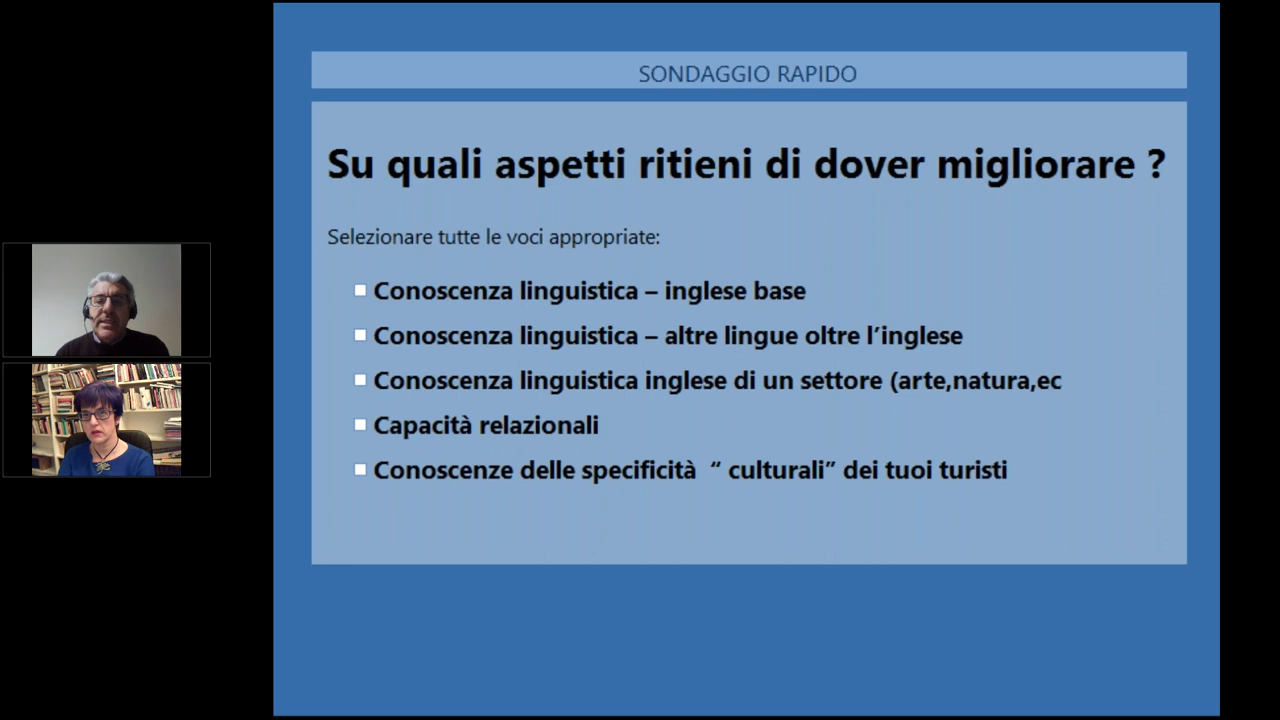 SONDAGGIO RAPIDO
Su quali aspetti ritieni di dover migliorare ?
Selezionare tutte le voci appropriate:
Conoscenza linguistica – inglese base
Conoscenza linguistica – altre lingue oltre l’inglese
Conoscenza linguistica inglese di un settore (arte,natura,ec
Capacità relazionali
Conoscenze delle specificità “ culturali” dei tuoi turisti